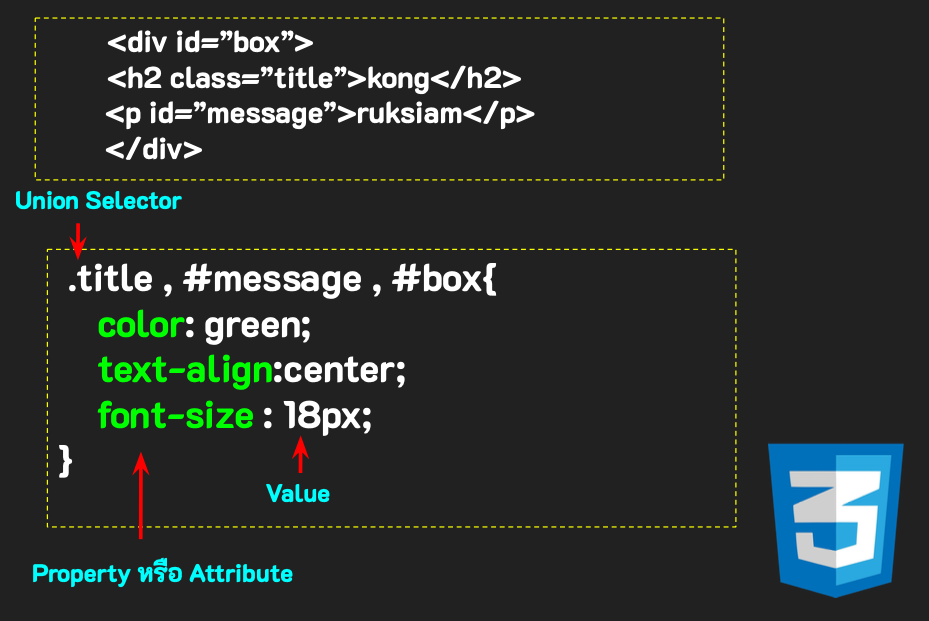 <div id=”box”>
<h2 class=”title”>kong</h2>
<p id=”message”>ruksiam</p>
</div>
Union Selector
.title , #message , #box{
color: green;
text-align:center;
font-size : 18px;
}
Value
Property หรือ Attribute
3